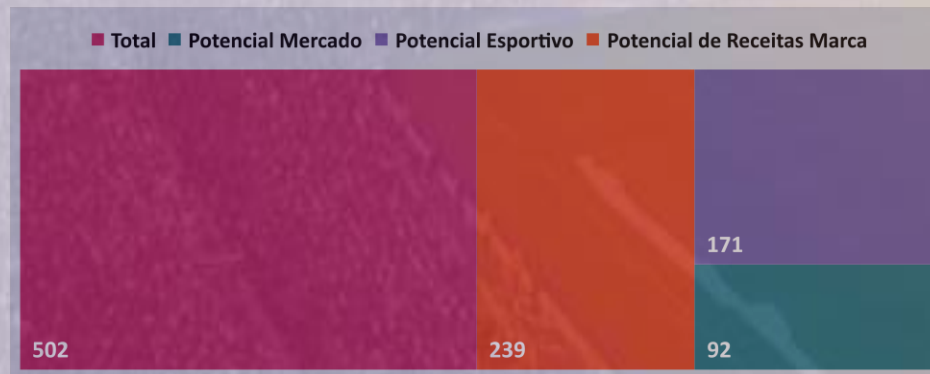 Total Potencial Mercado Potencial Esportivo Potencial de Receitas Marca
171
502 239 92